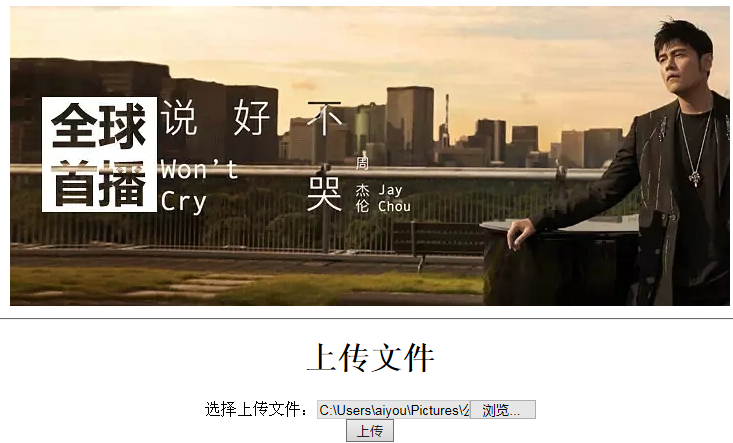 全球
首播
说好不
哭
Won't
Cry
周
杰
伦
Jay
Chou
上传文件
选择上传文件：
C:\Users\aiyou\Pictures\
浏览...
上传